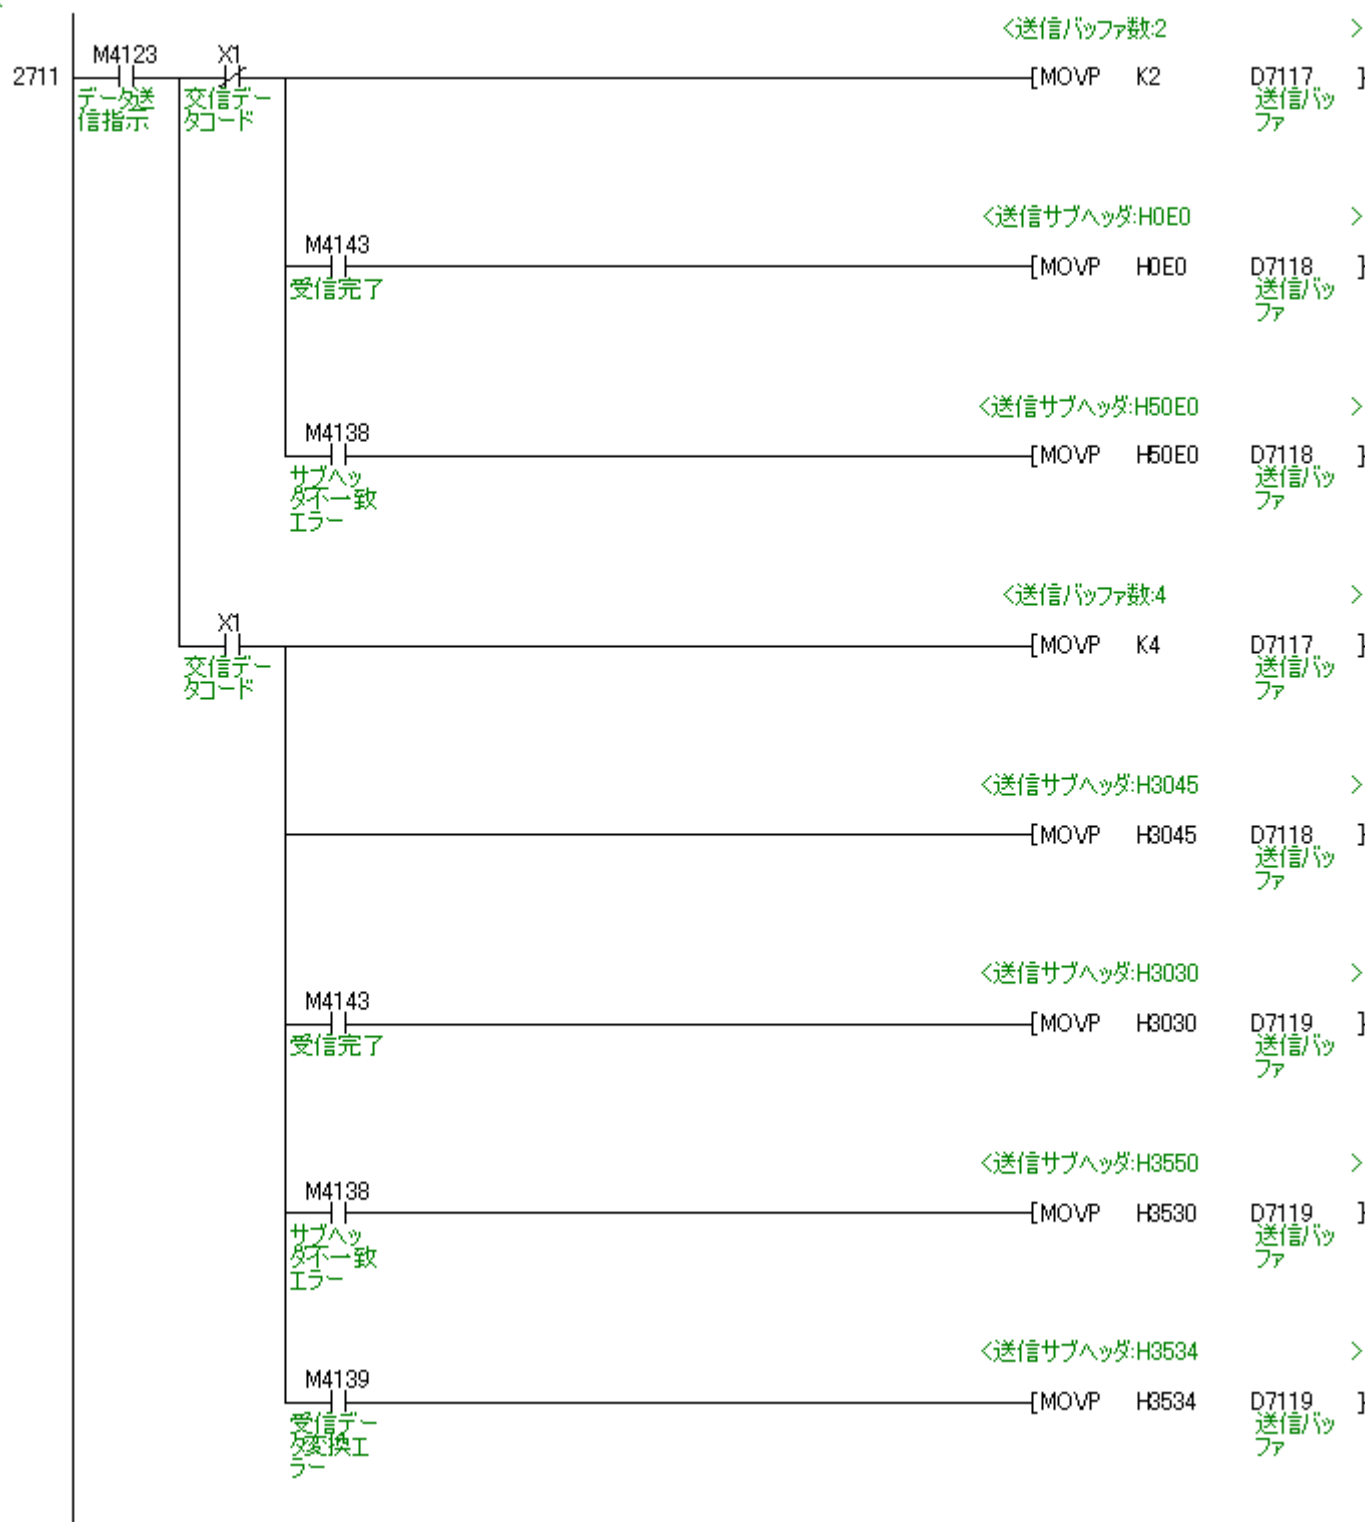 <送信バッファ数:2 >
M4123 X1
2711 [MOVP K2 D7117 ]
データ送 交信デー 送信バッ
信指示 タコード ファ
<送信サブヘッダ:H0E0 >
M4143
[MOVP H0E0 D7118 ]
受信完了 送信バッ
ファ
<送信サブヘッダ:H50E0 >
M4138
[MOVP H50E0 D7118 ]
サブヘッ 送信バッ
ダ不一致 ファ
エラー
<送信バッファ数:4 >
X1
[MOVP K4 D7117 ]
交信デー 送信バッ
タコード ファ
<送信サブヘッダ:H3045 >
[MOVP H3045 D7118 ]
送信バッ
ファ
<送信サブヘッダ:H3030 >
M4143
[MOVP H3030 D7119 ]
受信完了 送信バッ
ファ
<送信サブヘッダ:H3550 >
M4138
[MOVP H3530 D7119 ]
サブヘッ 送信バッ
ダ不一致 ファ
エラー
<送信サブヘッダ:H3534 >
M4139
[MOVP H3534 D7119 ]
受信デー 送信バッ
タ変換エ ファ
ラー